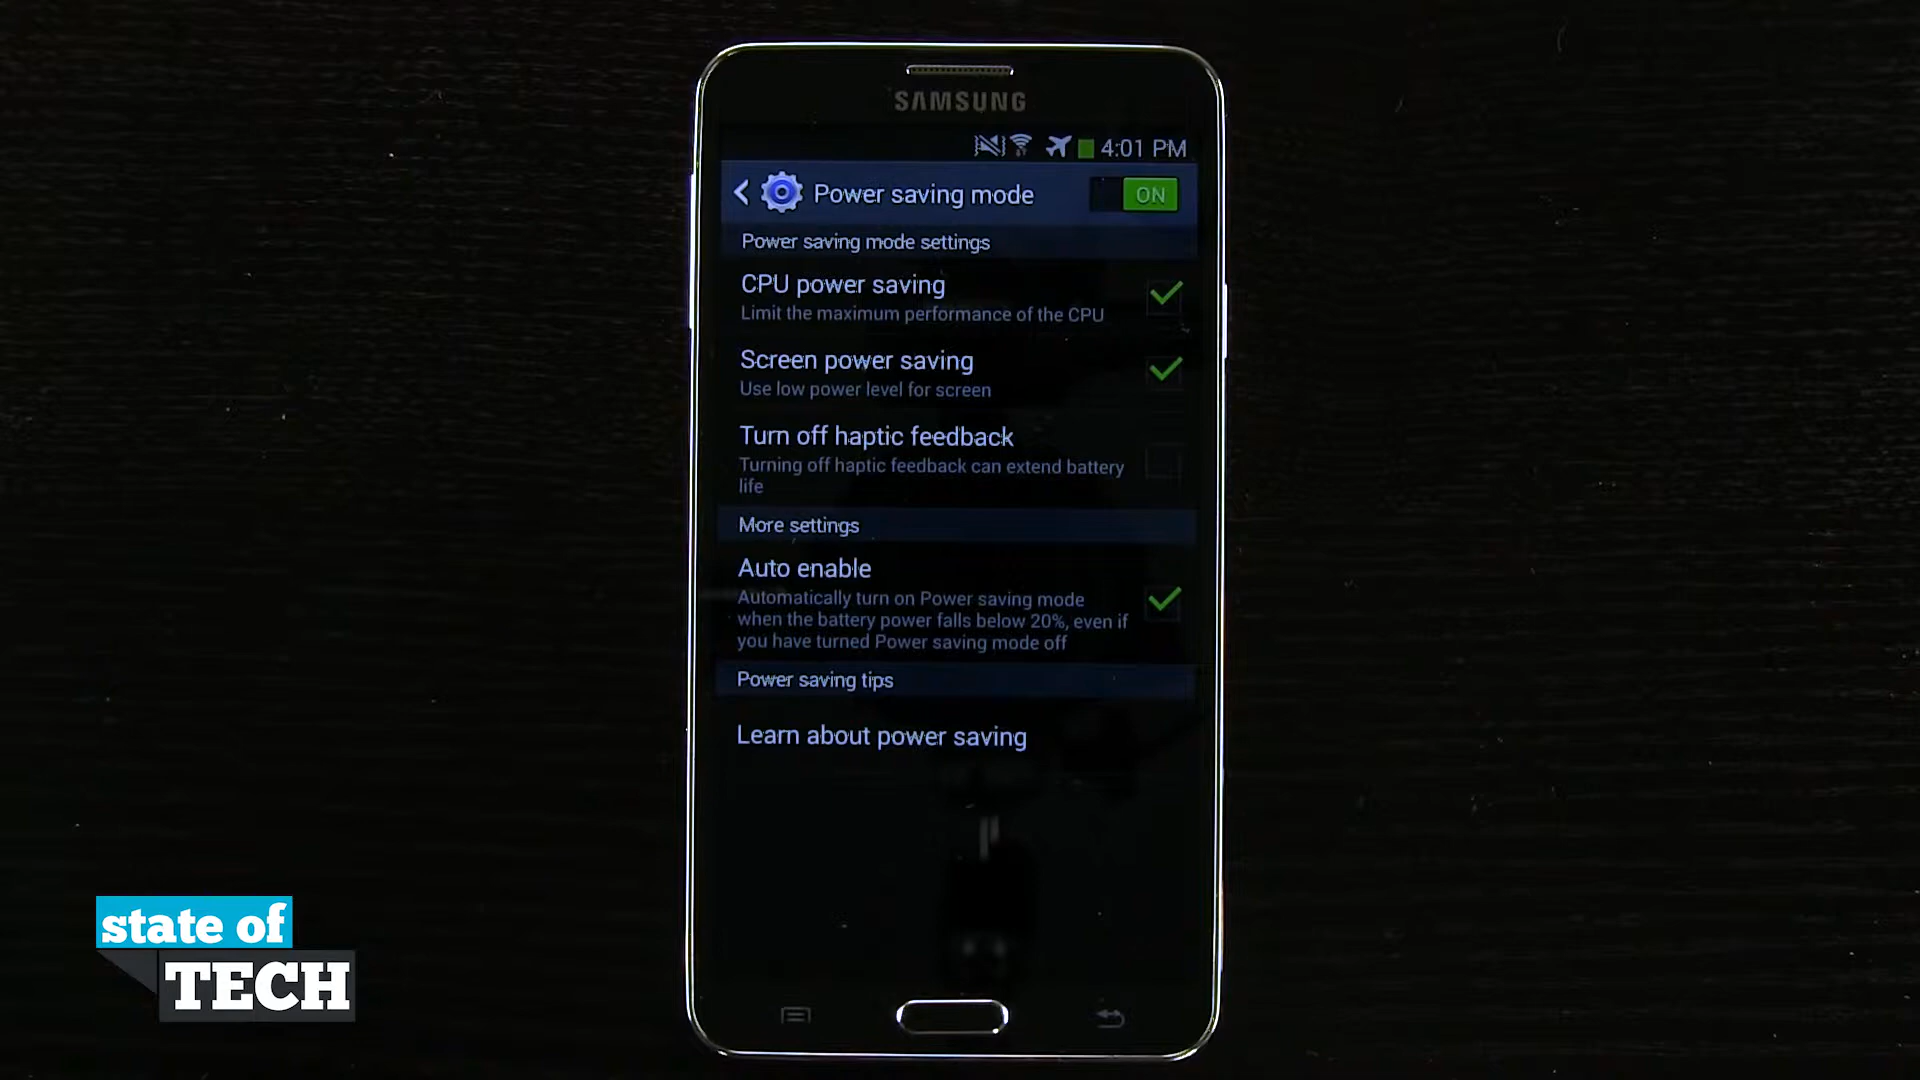 SAMSUNG
4:01 PM
Power saving mode
ON
Power saving mode settings
CPU power saving
Limit the maximum performance of the CPU
Screen power saving
Use low power level for screen
Turn off haptic feedback
Turning off haptic feedback can extend battery
life
More settings
Auto enable
Automatically turn on Power saving mode
when the battery power falls below 20%, even if
you have turned Power saving mode off
Power saving tips
Learn about power saving
state of
TECH